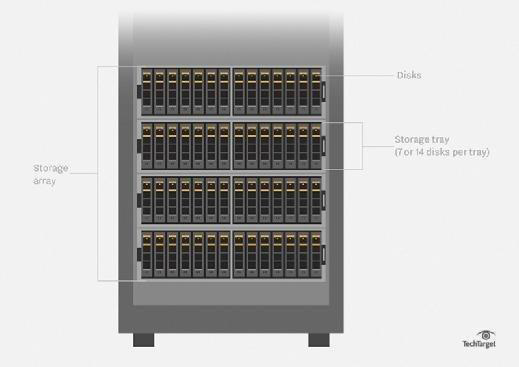 Disks
Storage tray
(7 or 14 disks per tray)
Storage
array
TechTarget